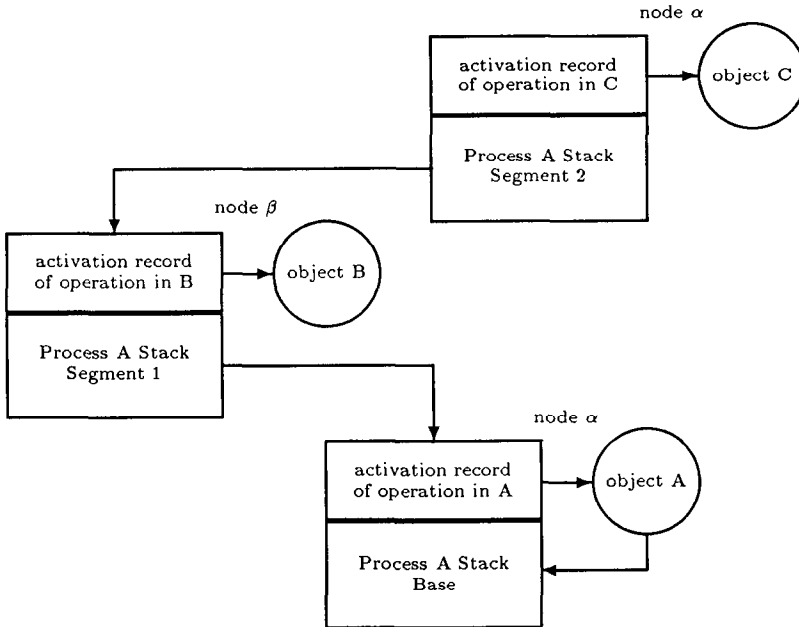 node α
activation record
of operation in C
object C
Process A Stack
Segment 2
node β
activation record
of operation in B
object B
Process A Stack
Segment 1
node α
activation record
of operation in A
object A
Process A Stack
Base